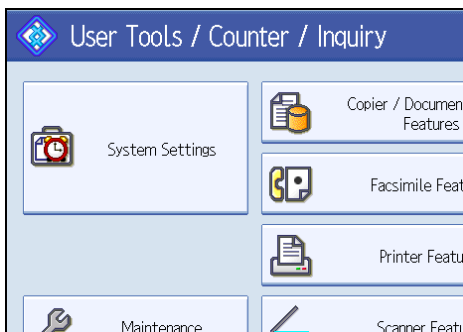 User Tools / Counter / Inquiry
System Settings
Copier / Documen
Features
Facsimile Feat
Printer Featu
Maintenance
Scanner Featu